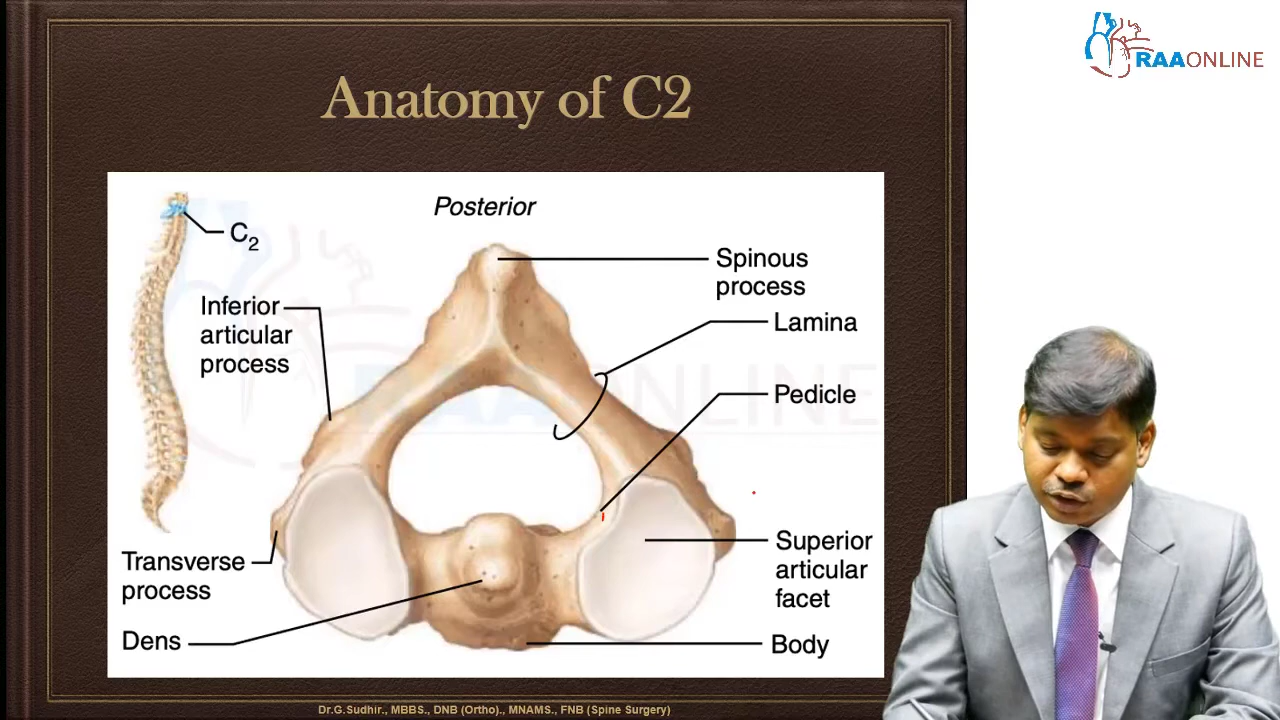 RAAONLINE
Anatomy of C2
Posterior
C2
Spinous
process
Inferior
articular
process
Lamina
Pedicle
Transverse
process
Superior
articular
facet
Dens
Body
Dr.G.Sudhir., MBBS., DNB (Ortho)., MNAMS., FNB (Spine Surgery)
RAAONLINE